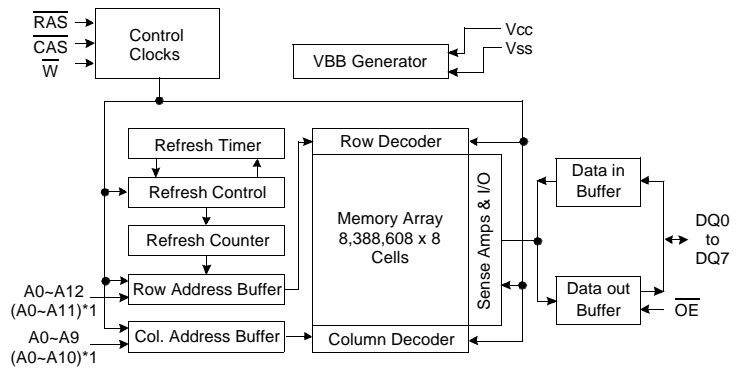 RAS
CAS
W
Control
Clocks
VBB Generator
Vcc
Vss
Refresh Timer
Refresh Control
Refresh Counter
Row Address Buffer
Col. Address Buffer
A0~A12
(A0~A11)*1
A0~A9
(A0~A10)*1
Row Decoder
Memory Array
8,388,608 x 8
Cells
Column Decoder
Sense Amps & I/O
Data in
Buffer
Data out
Buffer
DQ0
to
DQ7
OE